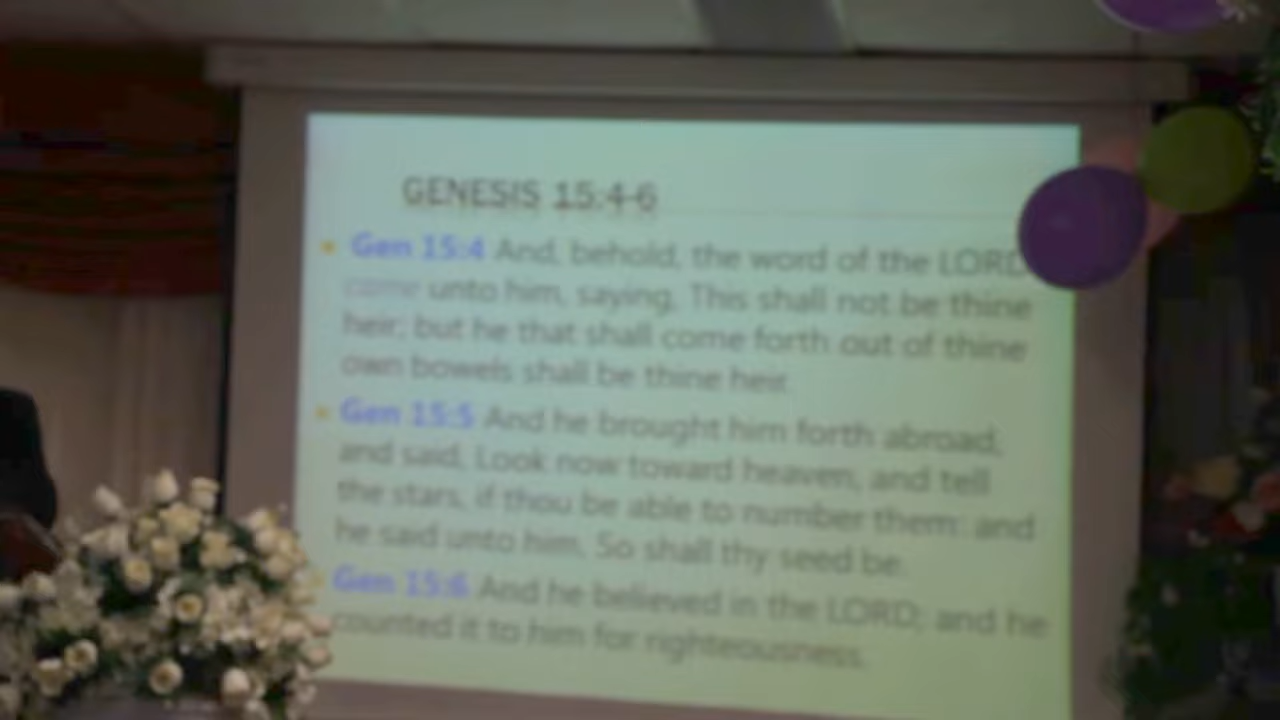 GENESIS 15:4-6
Gen 15:4 And, behold, the word of the LORD
came unto him, saying, This shall not be thine
heir; but he that shall come forth out of thine
own bowels shall be thine heir.
Gen 15:5 And he brought him forth abroad,
and said, Look now toward heaven, and tell
the stars, if thou be able to number them: and
he said unto him, So shall thy seed be.
Gen 15:6 And he believed in the LORD; and he
counted it to him for righteousness.